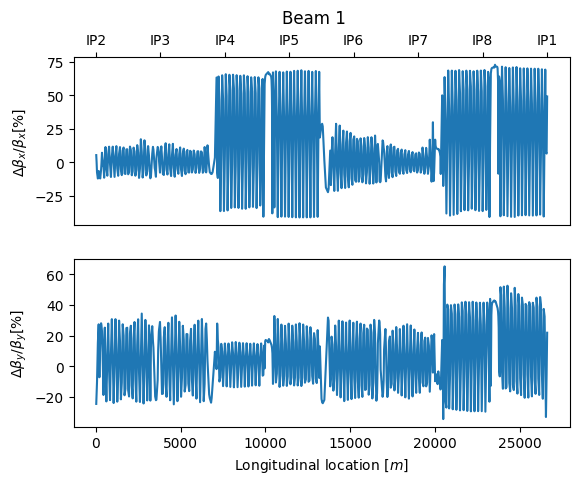 Beam 1
IP2 IP3 IP4 IP5 IP6 IP7 IP8 IP1
75
50
25
0
−25
Δβx/βx[%]
60
40
20
0
−20
Δβy/βy[%]
0 5000 10000 15000 20000 25000
Longitudinal location [m]